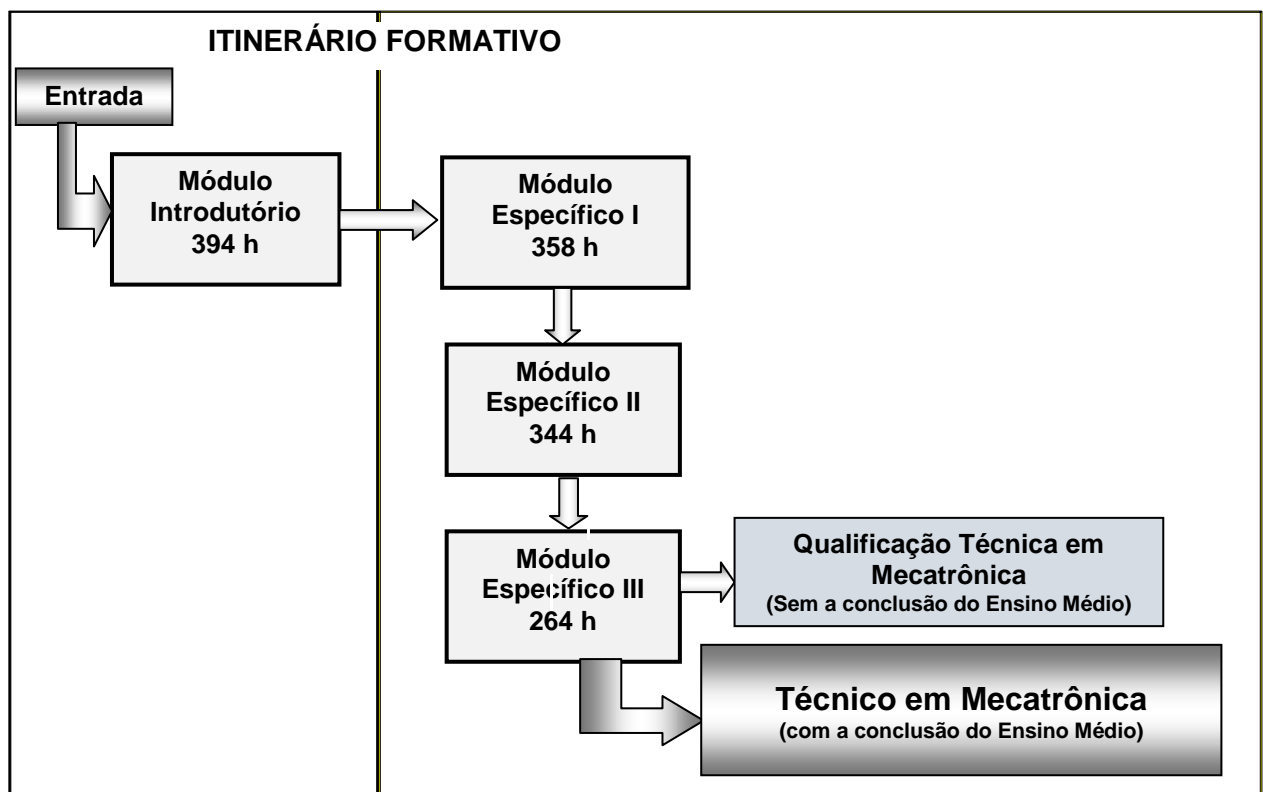 ITINERÁRIO FORMATIVO
Entrada
Módulo
Introdutório
394 h
Módulo
Específico I
358 h
Módulo
Específico II
344 h
Módulo
Específico III
264 h
Qualificação Técnica em
Mecatrônica
(Sem a conclusão do Ensino Médio)
Técnico em Mecatrônica
(com a conclusão do Ensino Médio)